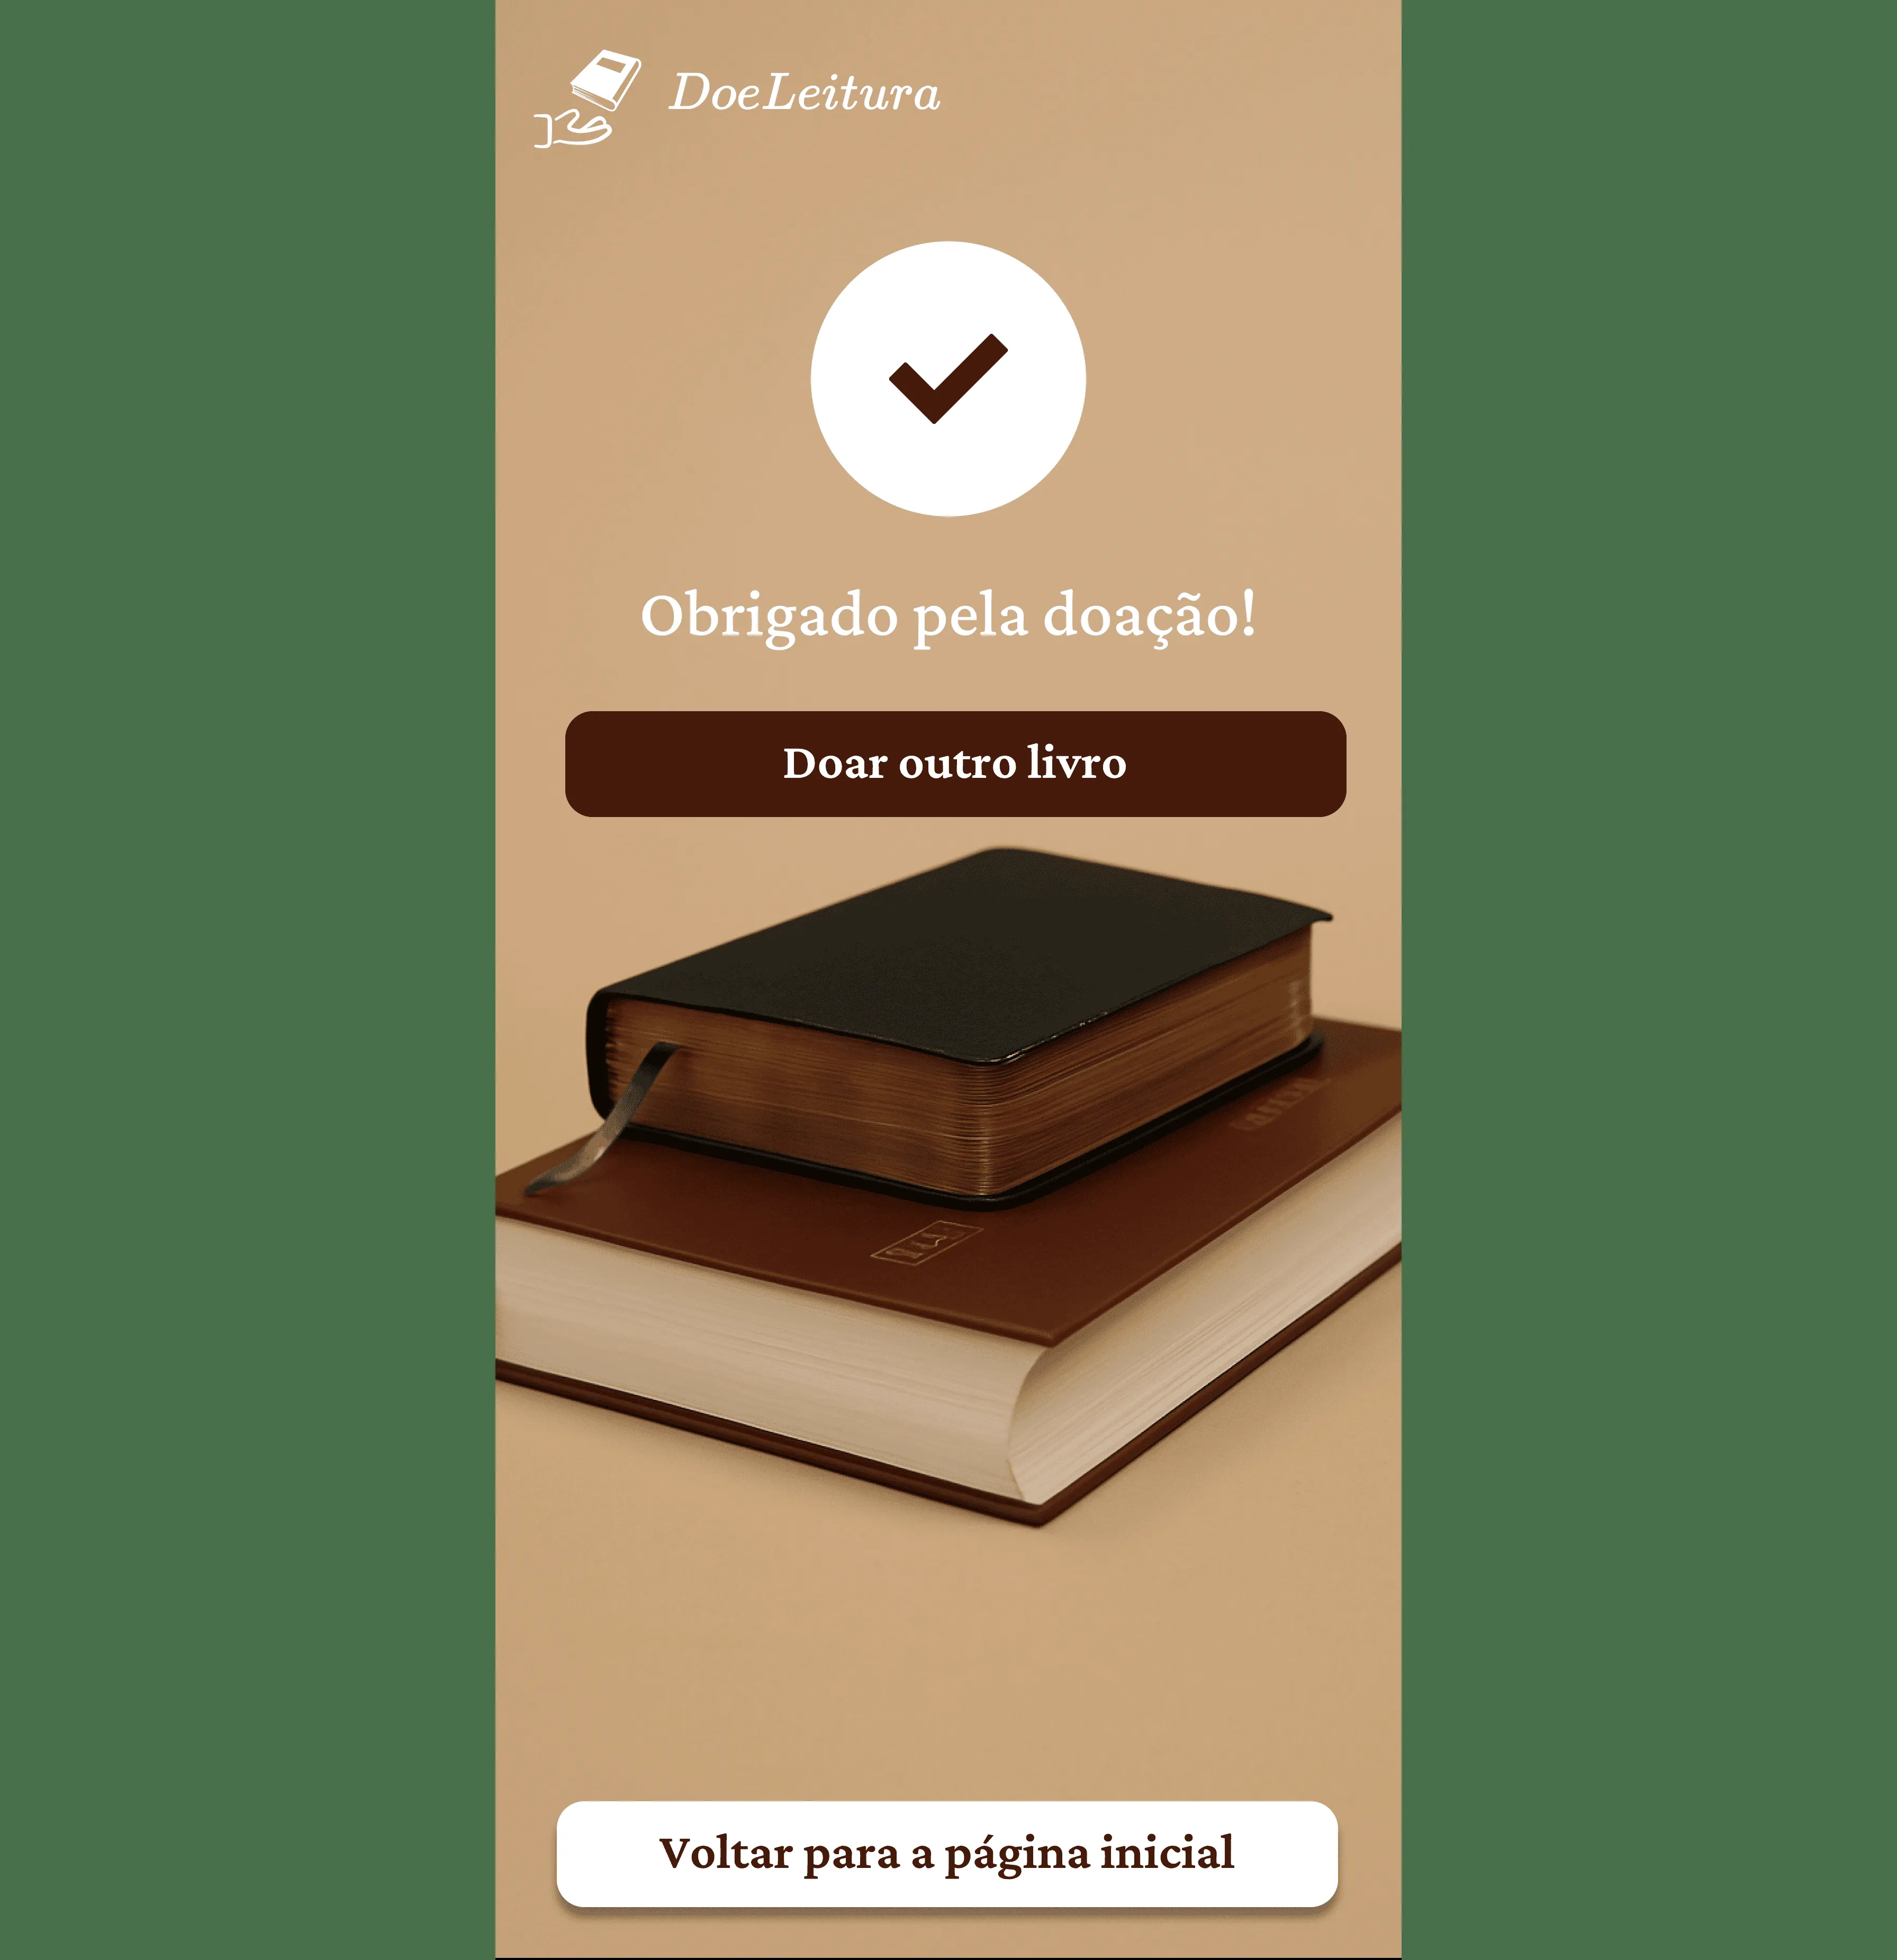 DoeLeitura
Obrigado pela doação!
Doar outro livro
Voltar para a página inicial